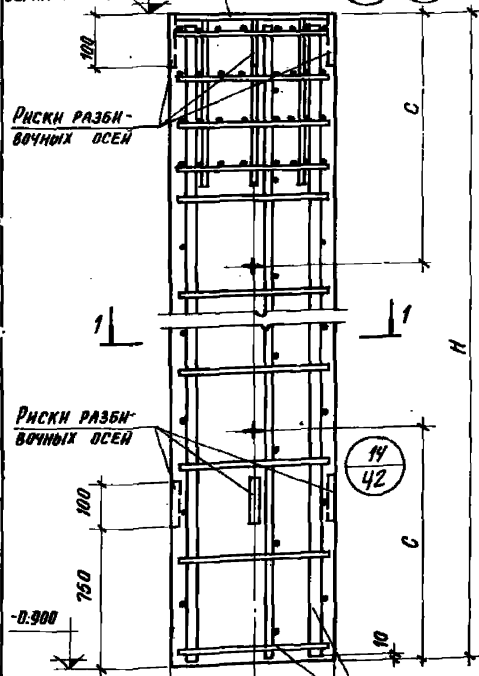 100
С
Риски разби-
вочных осей
1
1
Н
Риски разби-
вочных осей
14
42
100
С
750
-0.900
10